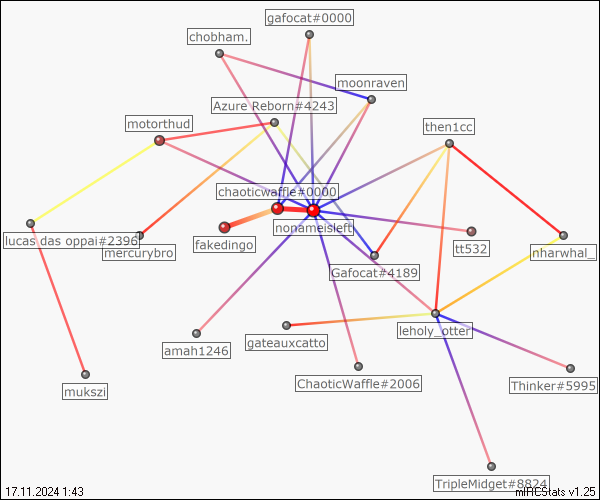 gafocat#0000
chobham.
moonraven
Azure Reborn#4243
motorthud
then1cc
chaoticwaffle#0000
nonameisleft
lucas das oppai#2396
mercurybro
fakedingo
tt532
nharwhal_
Gafocat#4189
leholy_otter
gateauxcatto
amah1246
ChaoticWaffle#2006
Thinker#5995
mukszi
TripleMidget#8824
17.11.2024 1:43
mIRCStats v1.25